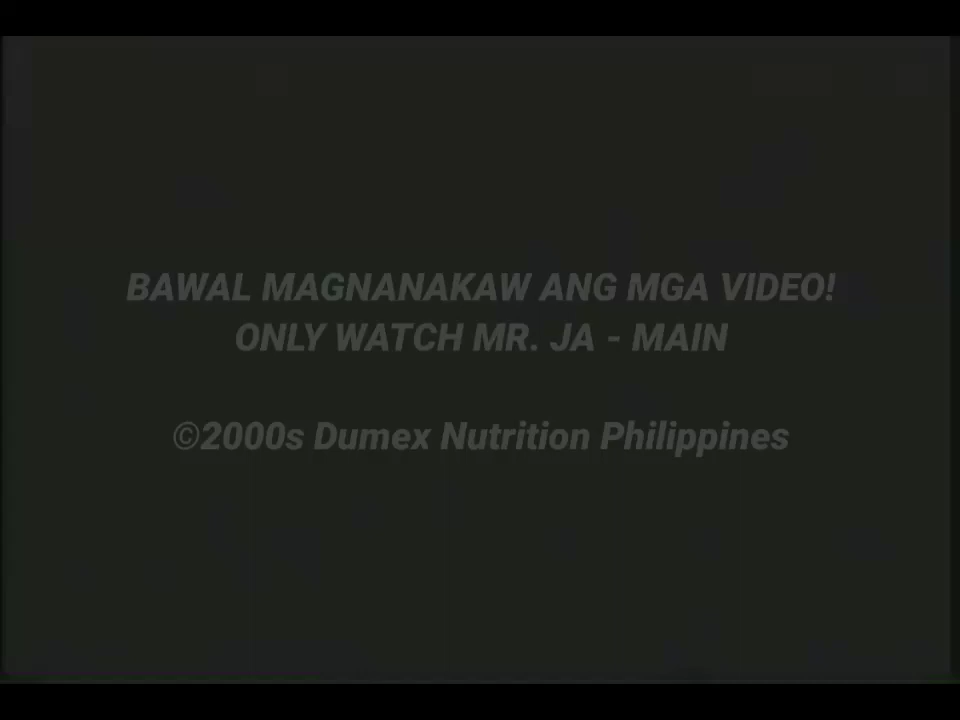 BAWAL MAGNANAKAW ANG MGA VIDEO!
ONLY WATCH MR. JA - MAIN
©2000s Dumex Nutrition Philippines